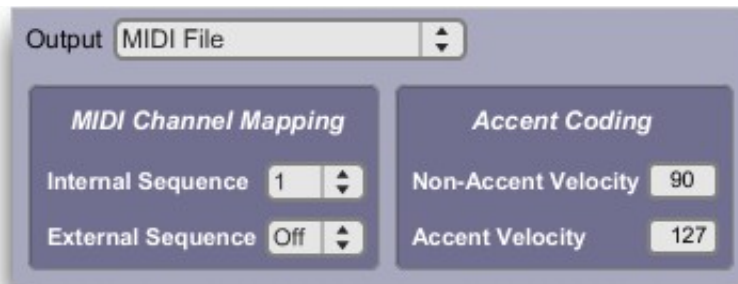 Output MIDI File
MIDI Channel Mapping
Internal Sequence 1
External Sequence Off
Accent Coding
Non-Accent Velocity 90
Accent Velocity 127